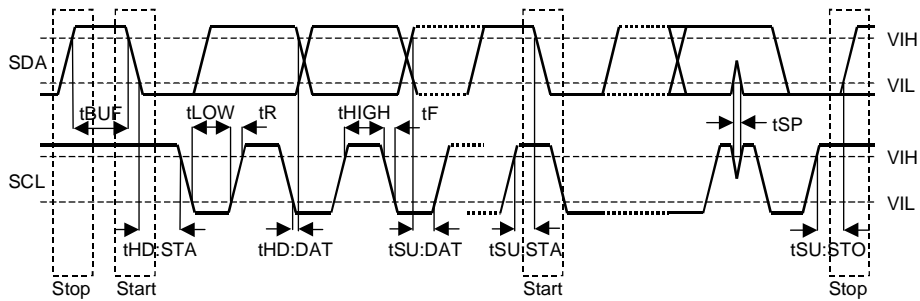 VIH
SDA
VIL
tBUF tLOW tR tHIGH tF tSP
VIH
SCL
VIL
tHD:STA tHD:DAT tSU:DAT tSU:STA tSU:STO
Stop Start Start Stop